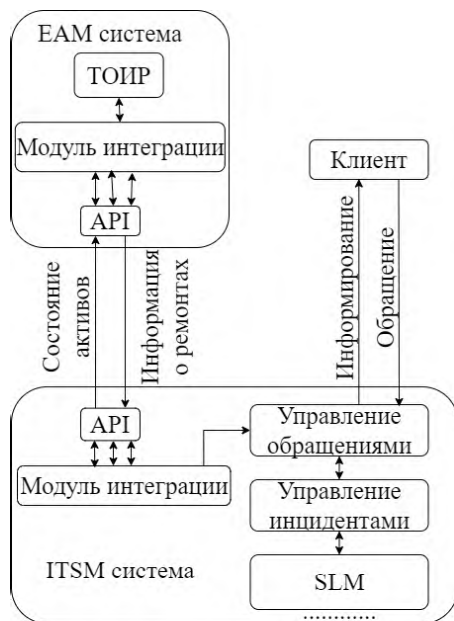 EAM система
ТОИР
Модуль интеграции
API
Клиент
Состояние
активов
Информация
о ремонтах
Информирование
Обращение
API
Модуль интеграции
Управление
обращениями
Управление
инцидентами
SLM
ITSM система
............